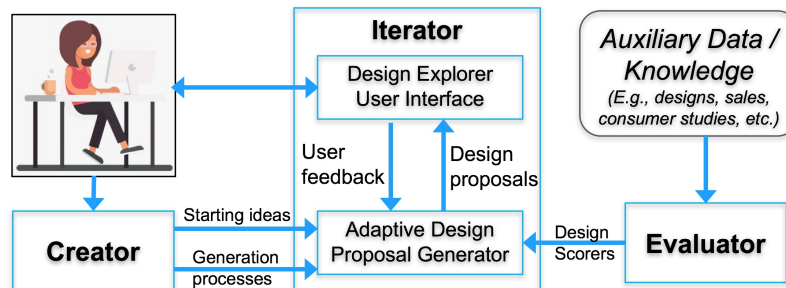 Iterator
Design Explorer
User Interface
Auxiliary Data /
Knowledge
(E.g., designs, sales,
consumer studies, etc.)
User
feedback
Design
proposals
Creator
Starting ideas
Generation
processes
Adaptive Design
Proposal Generator
Design
Scorers
Evaluator